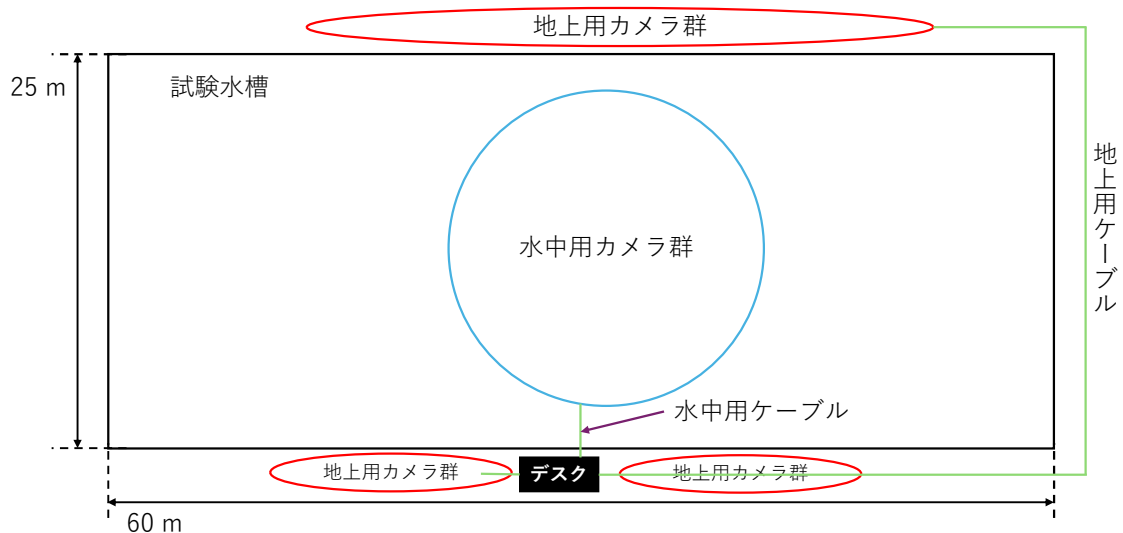 地上用カメラ群
25 m
試験水槽
地上用ケーブル
水中用カメラ群
水中用ケーブル
地上用カメラ群
デスク
地上用カメラ群
60 m